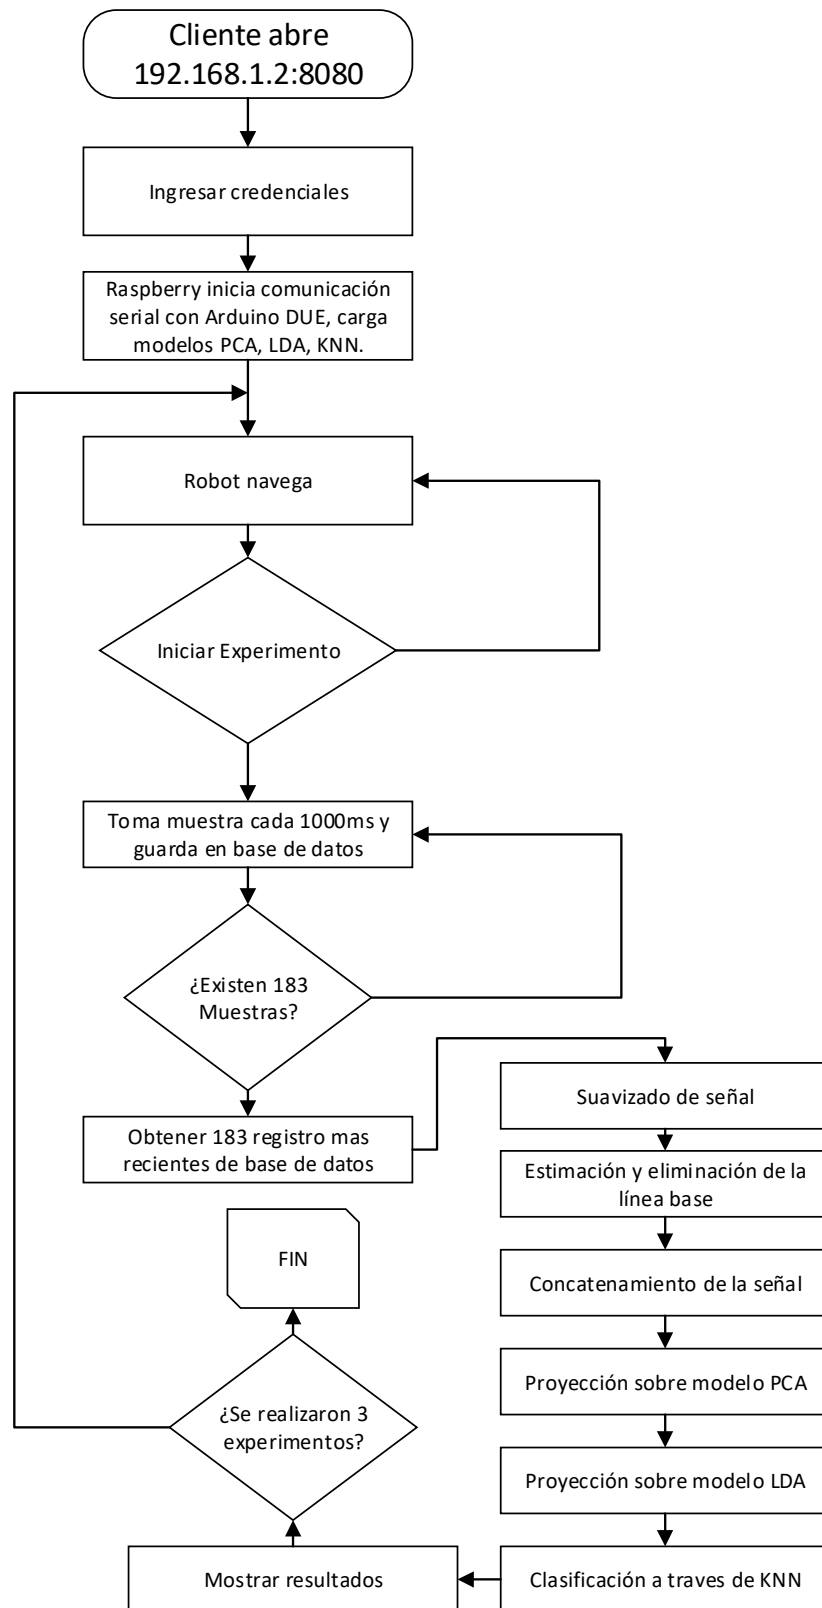 Cliente abre
192.168.1.2:8080
Ingresar credenciales
Raspberry inicia comunicación
serial con Arduino DUE, carga
modelos PCA, LDA, KNN.
Robot navega
Iniciar Experimento
Toma muestra cada 1000ms y
guarda en base de datos
¿Existen 183
Muestras?
Obtener 183 registro mas
recientes de base de datos
Suavizado de señal
Estimación y eliminación de la
línea base
Concatenamiento de la señal
Proyección sobre modelo PCA
Proyección sobre modelo LDA
Clasificación a traves de KNN
Mostrar resultados
¿Se realizaron 3
experimentos?
FIN